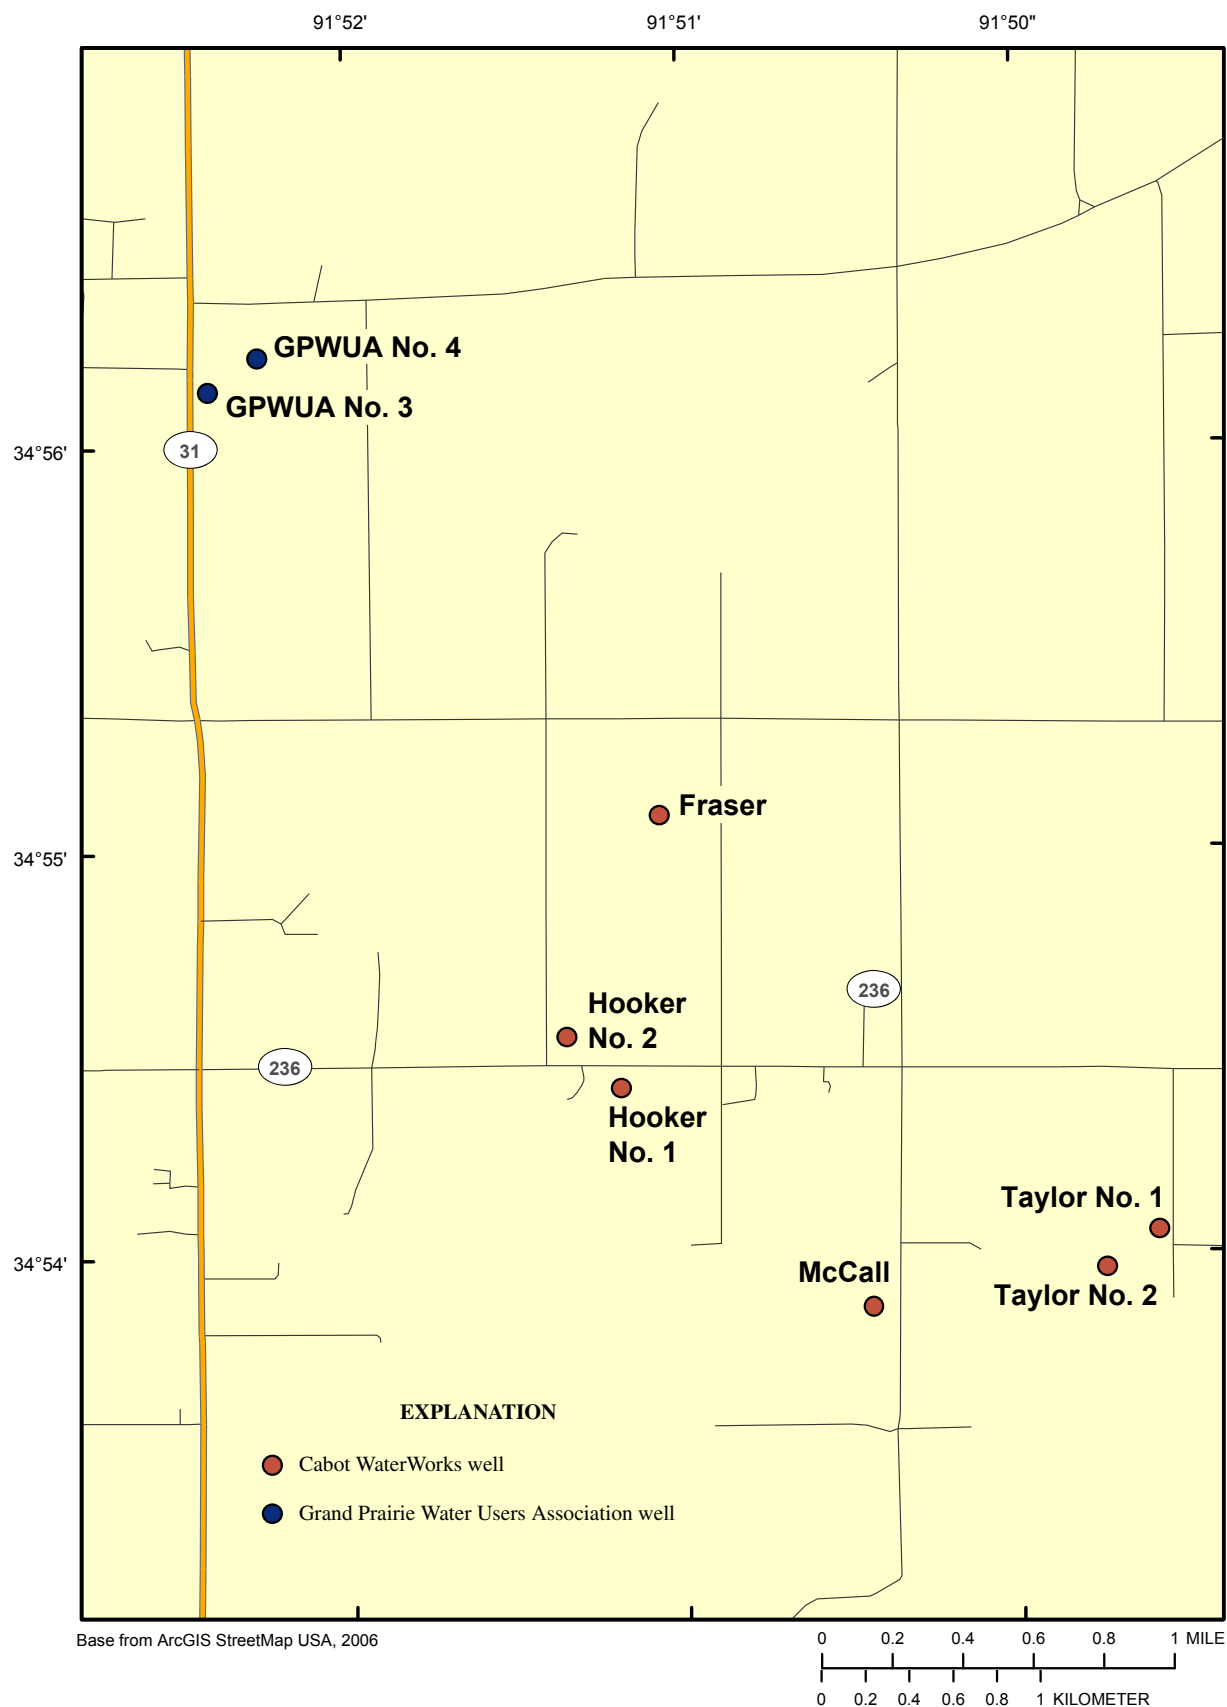 91°52' 91°51' 91°50"
GPWUA No. 4
GPWUA No. 3
34°56'
31
Fraser
34°55'
236
Hooker
No. 2
236
Hooker
No. 1
Taylor No. 1
34°54'
McCall
Taylor No. 2
EXPLANATION
Cabot WaterWorks well
Grand Prairie Water Users Association well
Base from ArcGIS StreetMap USA, 2006
0 0.2 0.4 0.6 0.8 1 MILE
0 0.2 0.4 0.6 0.8 1 KILOMETER